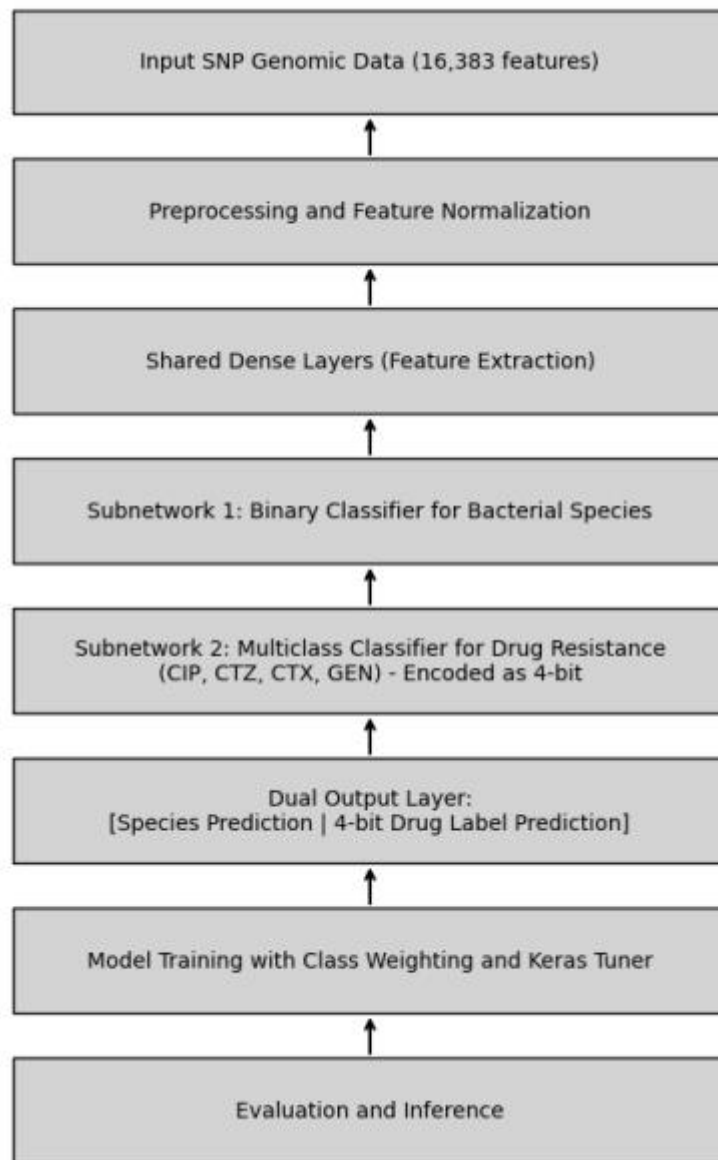 Input SNP Genomic Data (16,383 features)
Preprocessing and Feature Normalization
Shared Dense Layers (Feature Extraction)
Subnetwork 1: Binary Classifier for Bacterial Species
Subnetwork 2: Multiclass Classifier for Drug Resistance
(CIP, CTZ, CTX, GEN) - Encoded as 4-bit
Dual Output Layer:
[Species Prediction | 4-bit Drug Label Prediction]
Model Training with Class Weighting and Keras Tuner
Evaluation and Inference